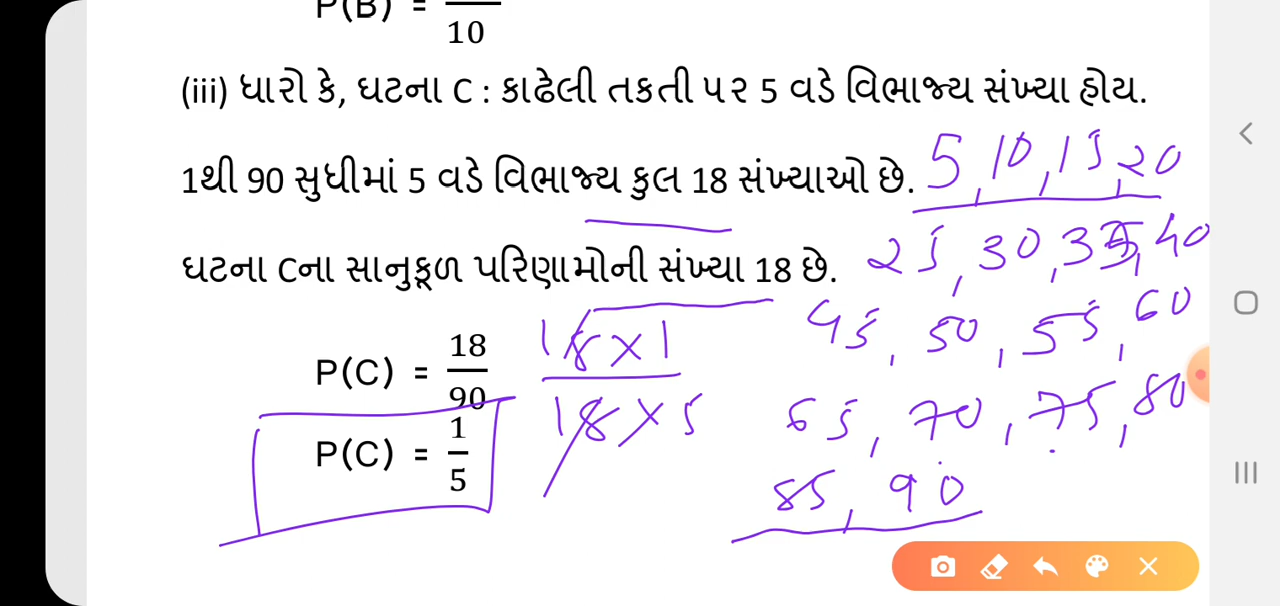 P(B) =
10
(iii) ધારો કે, ઘટના C : કાઢેલી તકતી પર 5 વડે વિભાજ્ય સંખ્યા હોય.
1થી 90 સુધીમાં 5 વડે વિભાજ્ય કુલ 18 સંખ્યાઓ છે. 5, 10, 15, 20
ઘટના Cના સાનુકૂળ પરિણામોની સંખ્યા 18 છે. 25, 30, 35, 40
45, 50, 55, 60
P(C) = 18/90 18 × 1 / 18 × 5
65, 70, 75, 80
P(C) = 1/5
85, 90